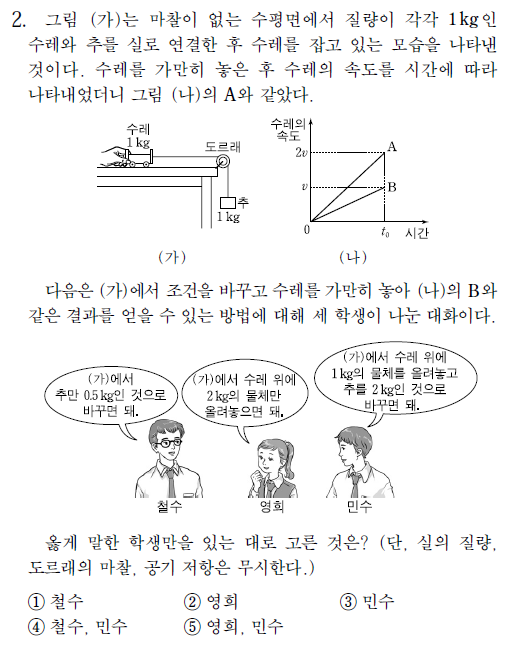 2. 그림 (가)는 마찰이 없는 수평면에서 질량이 각각 1kg인
수레와 추를 실로 연결한 후 수레를 잡고 있는 모습을 나타낸
것이다. 수레를 가만히 놓은 후 수레의 속도를 시간에 따라
나타내었더니 그림 (나)의 A와 같았다.
수레
1kg
도르래
추
1kg
(가)
수레의
속도
2v
A
v
B
0
t₀
시간
(나)
다음은 (가)에서 조건을 바꾸고 수레를 가만히 놓아 (나)의 B와
같은 결과를 얻을 수 있는 방법에 대해 세 학생이 나눈 대화이다.
(가)에서
추만 0.5kg인 것으로
바꾸면 돼.
철수
(가)에서 수레 위에
2kg의 물체만
올려놓으면 돼.
영희
(가)에서 수레 위에
1kg의 물체를 올려놓고
추를 2kg인 것으로
바꾸면 돼.
민수
옳게 말한 학생만을 있는 대로 고른 것은? (단, 실의 질량,
도르래의 마찰, 공기 저항은 무시한다.)
① 철수 ② 영희 ③ 민수
④ 철수, 민수 ⑤ 영희, 민수